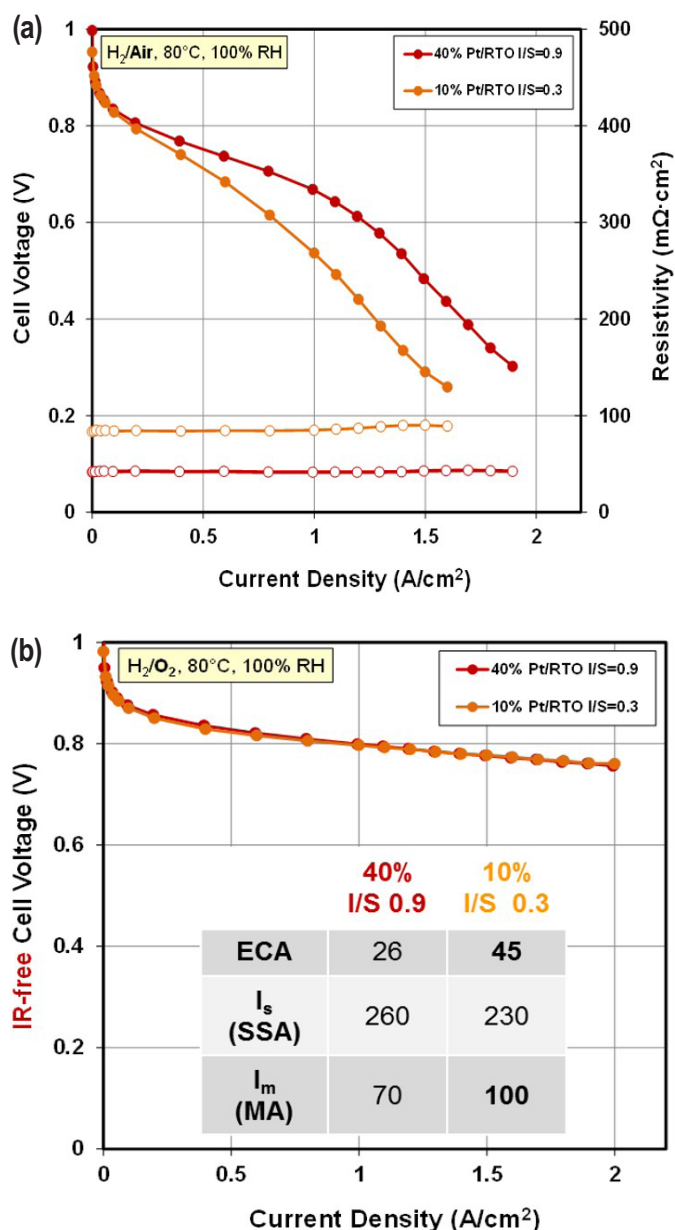 (a)
H₂/Air, 80°C, 100% RH
40% Pt/RTO I/S=0.9
10% Pt/RTO I/S=0.3
Cell Voltage (V)
1
0.8
0.6
0.4
0.2
0
Resistivity (mΩ·cm²)
500
400
300
200
100
0
0 0.5 1 1.5 2
Current Density (A/cm²)
(b)
H₂/O₂, 80°C, 100% RH
40% Pt/RTO I/S=0.9
10% Pt/RTO I/S=0.3
IR-free Cell Voltage (V)
1
0.8
0.6
0.4
0.2
0
40% 10%
I/S 0.9 I/S 0.3
ECA 26 45
Iₛ
(SSA) 260 230
Iₘ
(MA) 70 100
0 0.5 1 1.5 2
Current Density (A/cm²)